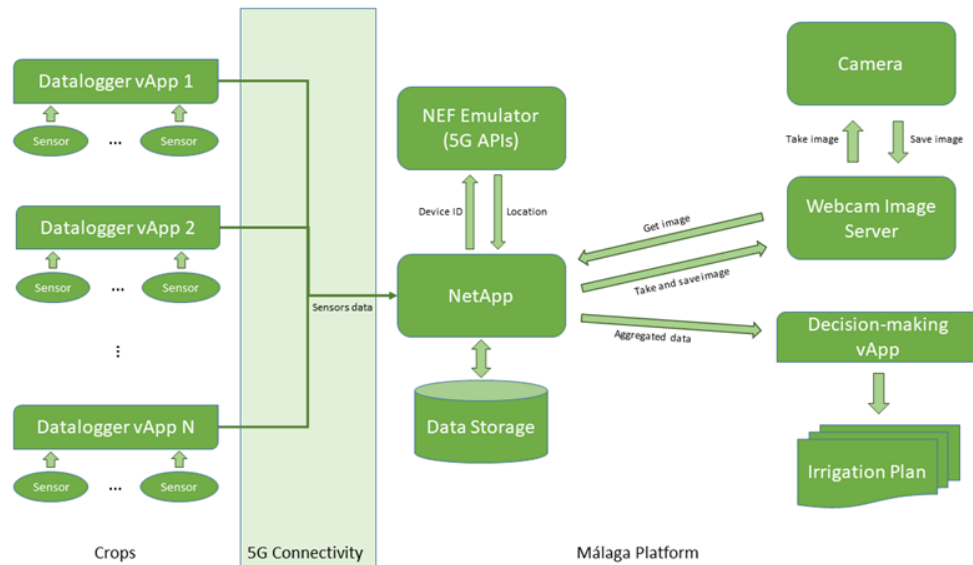 Datalogger vApp 1
Sensor
...
Sensor
Datalogger vApp 2
Sensor
...
Sensor
...
Datalogger vApp N
Sensor
...
Sensor
Sensors data
NEF Emulator
(5G APIs)
Device ID
Location
NetApp
Data Storage
Camera
Take image
Save image
Webcam Image
Server
Get image
Take and save image
Aggregated data
Decision-making
vApp
Irrigation Plan
Crops
5G Connectivity
Málaga Platform